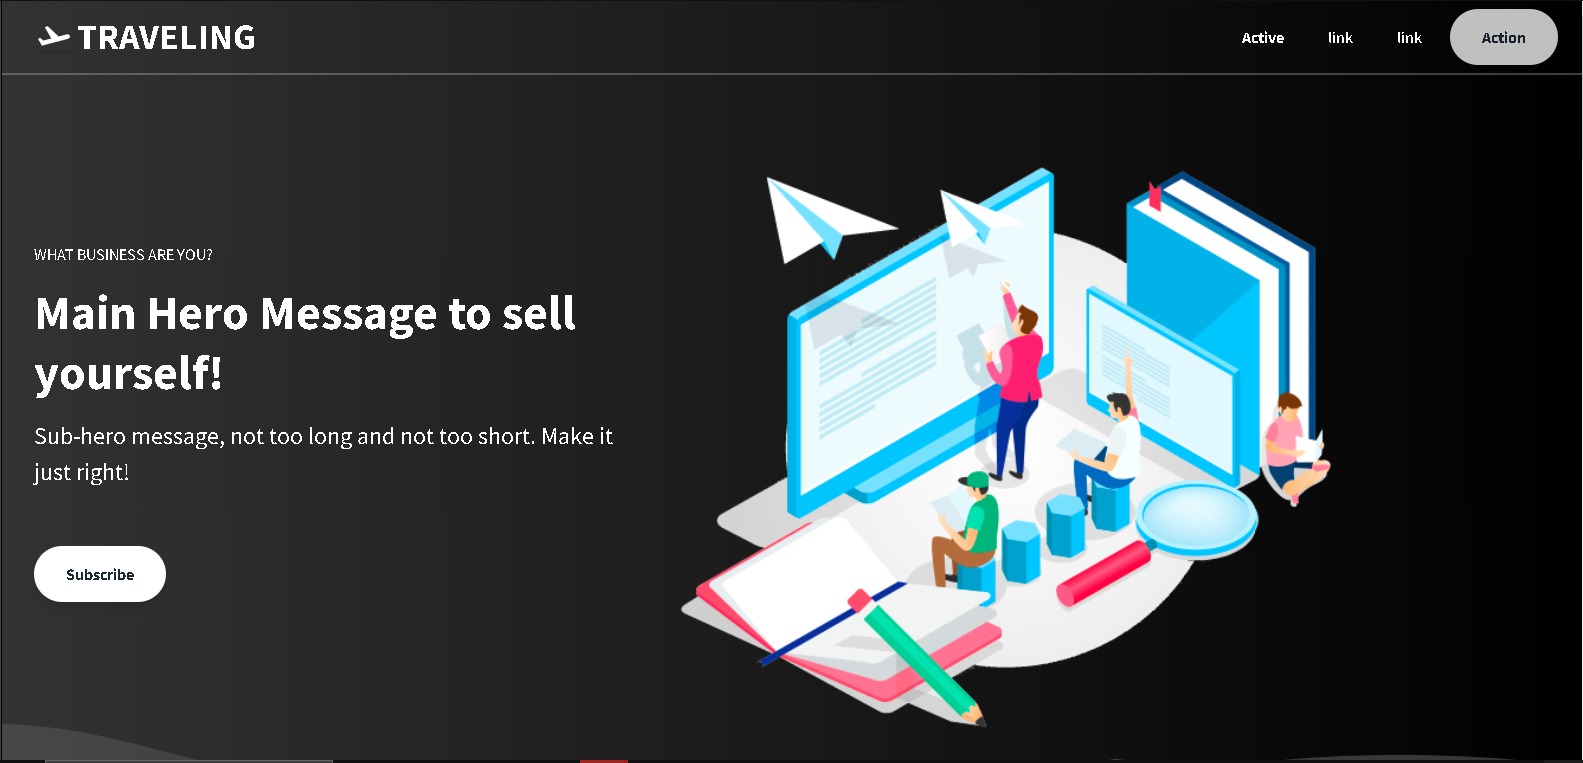 TRAVELING
Active link link Action
WHAT BUSINESS ARE YOU?
Main Hero Message to sell
yourself!
Sub-hero message, not too long and not too short. Make it
just right!
Subscribe